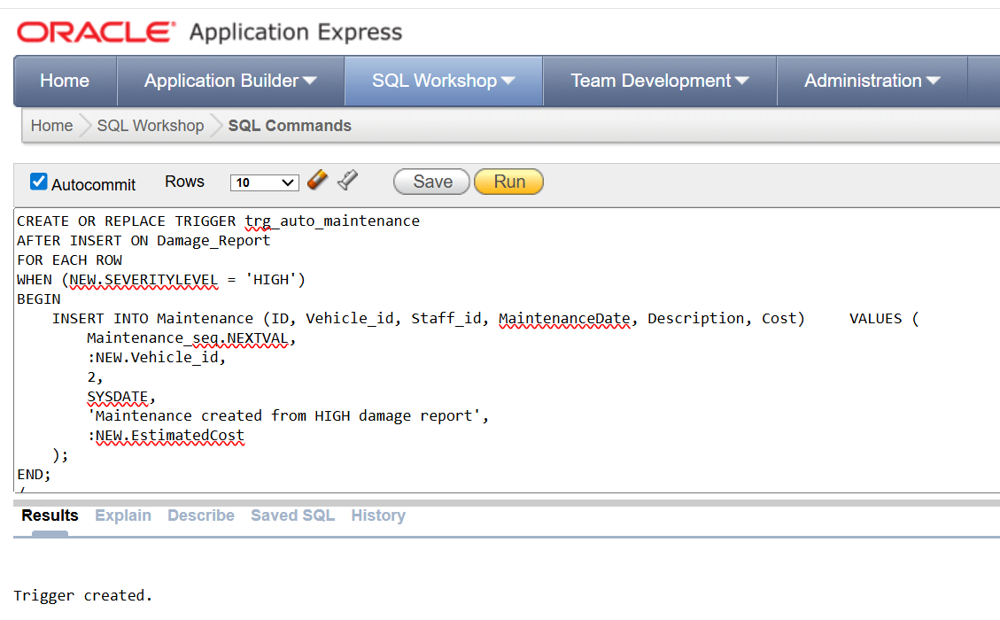 ORACLE® Application Express
Home Application Builder SQL Workshop Team Development Administration
Home SQL Workshop SQL Commands
Autocommit Rows 10 Save Run
CREATE OR REPLACE TRIGGER trg_auto_maintenance
AFTER INSERT ON Damage_Report
FOR EACH ROW
WHEN (NEW.SEVERITYLEVEL = 'HIGH')
BEGIN
    INSERT INTO Maintenance (ID, Vehicle_id, Staff_id, MaintenanceDate, Description, Cost)     VALUES (
        Maintenance_seq.NEXTVAL,
        :NEW.Vehicle_id,
        2,
        SYSDATE,
        'Maintenance created from HIGH damage report',
        :NEW.EstimatedCost
    );
END;
/
Results Explain Describe Saved SQL History
Trigger created.